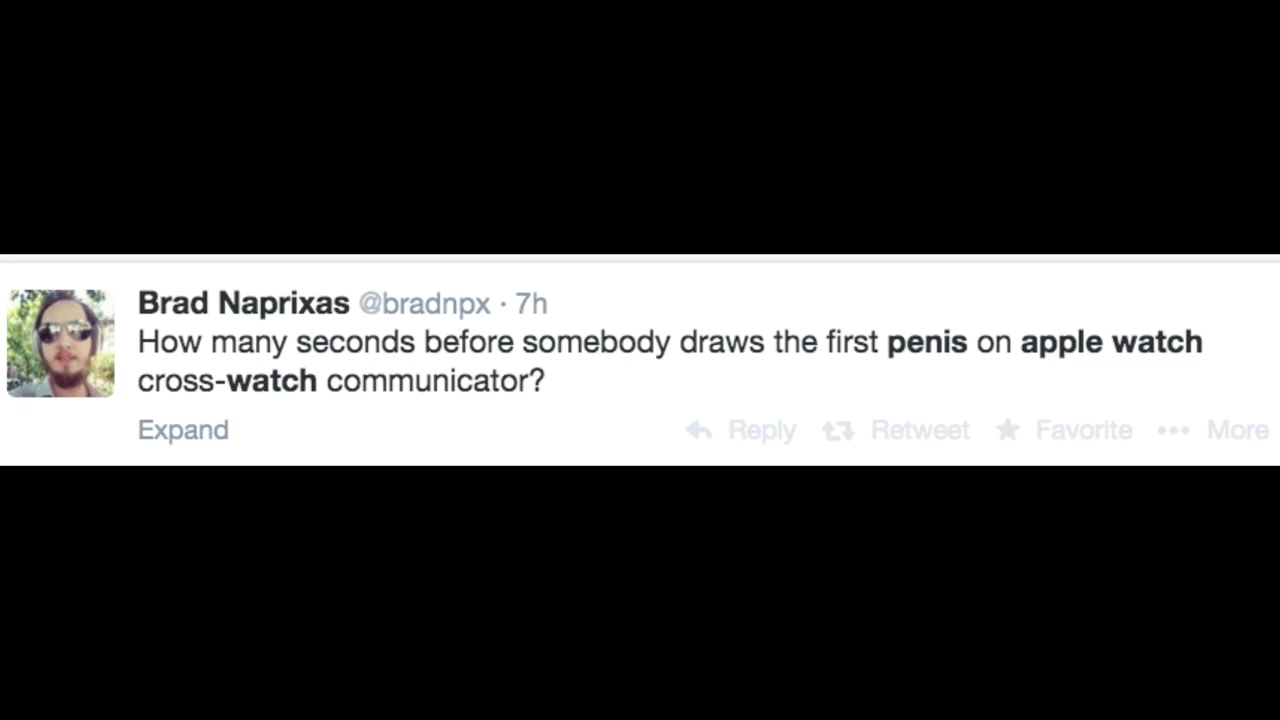 Brad Naprixas @bradnpx · 7h
How many seconds before somebody draws the first penis on apple watch
cross-watch communicator?
Expand Reply Retweet Favorite More